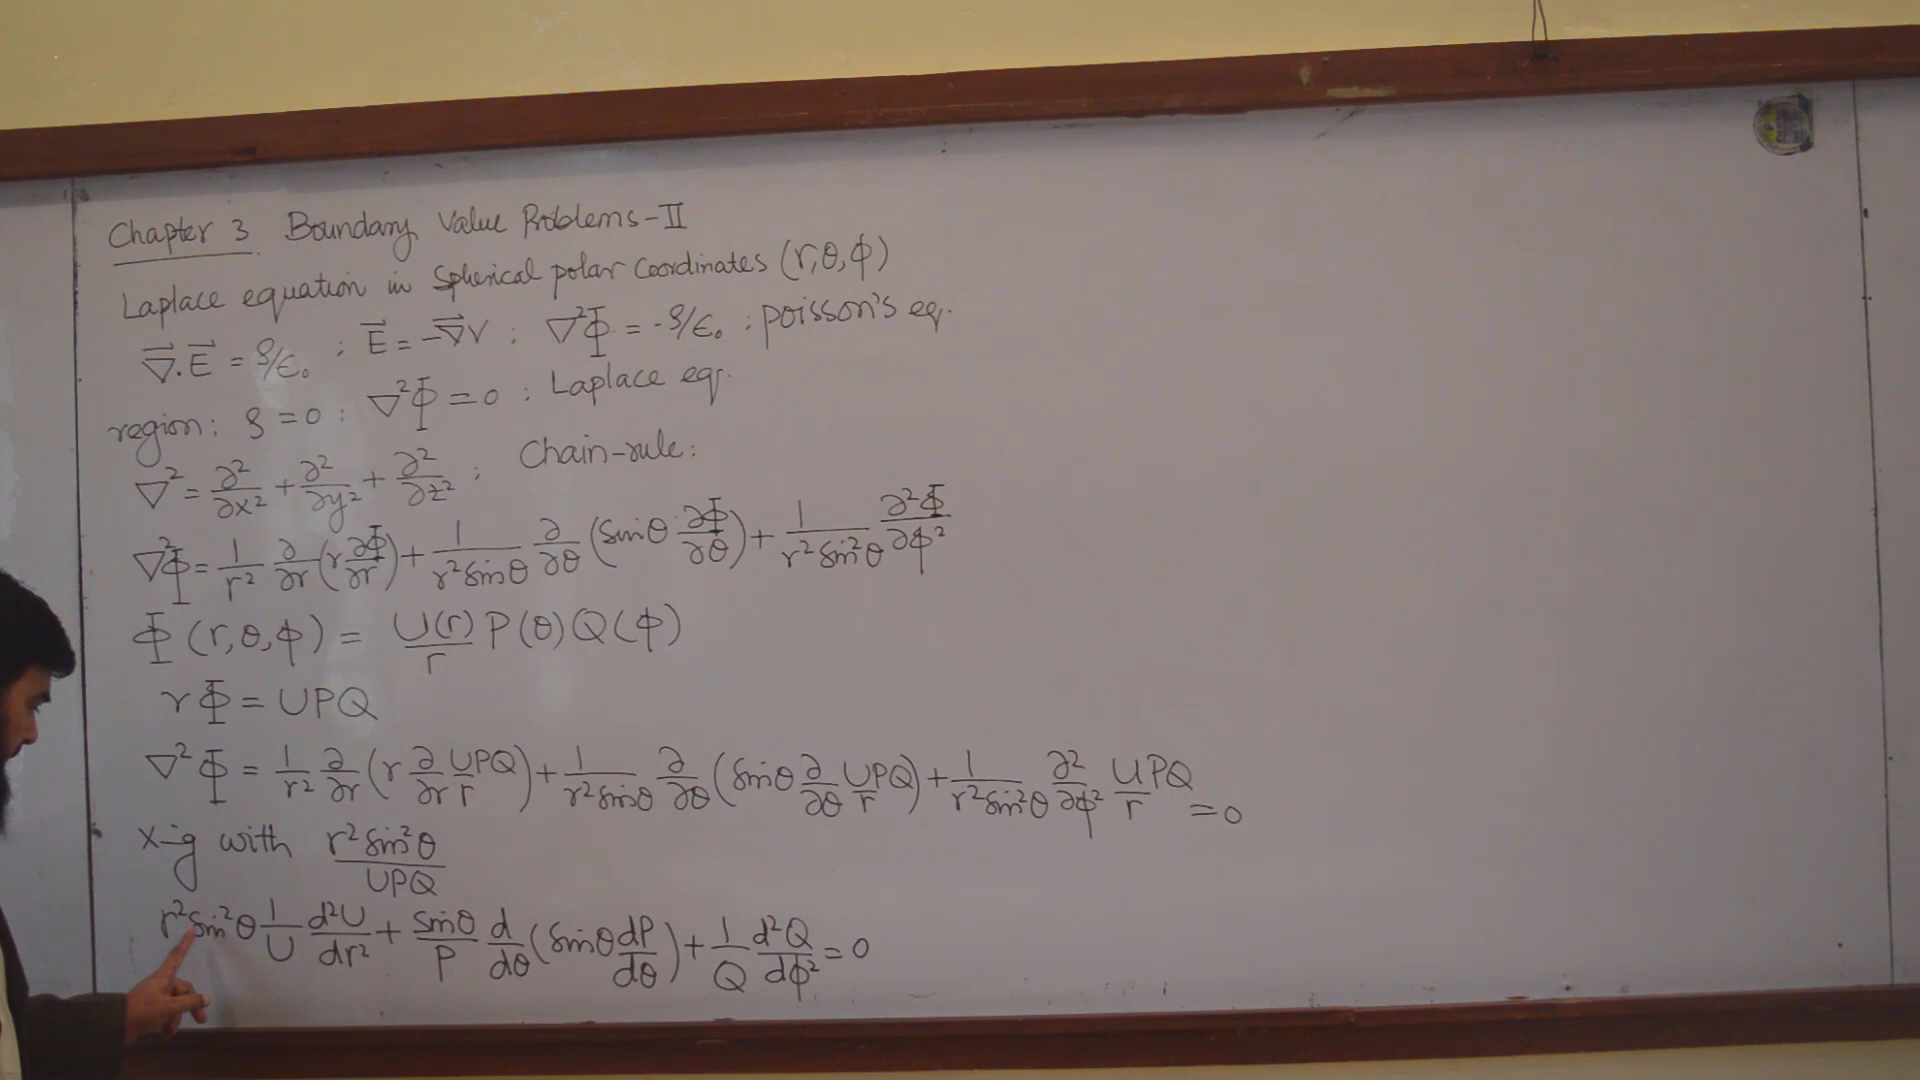 Chapter 3 Boundary Value Problems-II
Laplace equation in Spherical polar Coordinates (r,θ,ϕ)
∇⃗.E⃗ = ρ/ϵ₀ ; E⃗ = -∇⃗V ; ∇²Φ = -ρ/ϵ₀ ; poisson's eq.
region: ρ = 0 : ∇²Φ = 0 ; Laplace eq.
∇² = ∂²/∂x² + ∂²/∂y² + ∂²/∂z² ; Chain-rule:
∇²Φ = 1/r² ∂/∂r (r ∂Φ/∂r) + 1/(r² sinθ) ∂/∂θ (sinθ ∂Φ/∂θ) + 1/(r² sin²θ) ∂²Φ/∂ϕ²
Φ (r,θ,ϕ) = U(r)/r P(θ) Q(ϕ)
rΦ = UPQ
∇²Φ = 1/r² ∂/∂r (r ∂/∂r UPQ/r) + 1/(r² sinθ) ∂/∂θ (sinθ ∂/∂θ UPQ/r) + 1/(r² sin²θ) ∂²/∂ϕ² UPQ/r = 0
X-g with r² sin²θ/UPQ
r² sin²θ 1/U d²U/dr² + sinθ/P d/dθ (sinθ dP/dθ) + 1/Q d²Q/dϕ² = 0